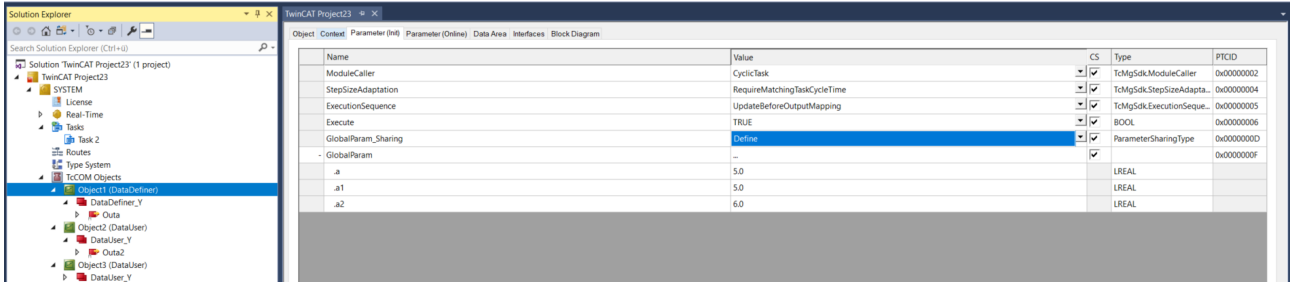 Solution Explorer
Search Solution Explorer (Ctrl+ü)
Solution 'TwinCAT Project23' (1 project)
TwinCAT Project23
SYSTEM
License
Real-Time
Tasks
Task 2
Routes
Type System
TcCOM Objects
Object1 (DataDefiner)
DataDefiner_Y
Outa
Object2 (DataUser)
DataUser_Y
Outa2
Object3 (DataUser)
DataUser_Y
TwinCAT Project23
Object Context Parameter (Init) Parameter (Online) Data Area Interfaces Block Diagram
Name Value CS Type PTCID
ModuleCaller CyclicTask TcMgSdk.ModuleCaller 0x00000002
StepSizeAdaptation RequireMatchingTaskCycleTime TcMgSdk.StepSizeAdapta... 0x00000004
ExecutionSequence UpdateBeforeOutputMapping TcMgSdk.ExecutionSeque... 0x00000005
Execute TRUE BOOL 0x00000006
GlobalParam_Sharing Define ParameterSharingType 0x0000000D
- GlobalParam ... 0x0000000F
.a 5.0 LREAL
.a1 5.0 LREAL
.a2 6.0 LREAL